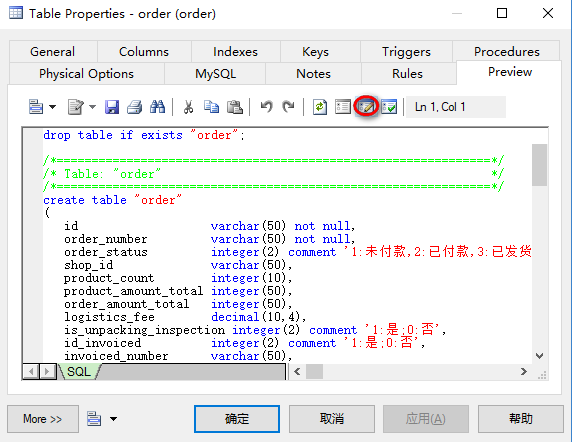 Table Properties - order (order)
General Columns Indexes Keys Triggers Procedures
Physical Options MySQL Notes Rules Preview
Ln 1, Col 1
drop table if exists "order";
/*==============================================================*/
/* Table: "order" */
/*==============================================================*/
create table "order"
(
id varchar(50) not null,
order_number varchar(50) not null,
order_status integer(2) comment '1:未付款,2:已付款,3:已发货
shop_id varchar(50),
product_count integer(10),
product_amount_total integer(50),
order_amount_total integer(50),
logistics_fee decimal(10,4),
is_unpacking_inspection integer(2) comment '1:是;0:否',
id_invoiced integer(2) comment '1:是;0:否',
invoiced_number varchar(50),
SQL
More >> 确定 取消 应用(A) 帮助